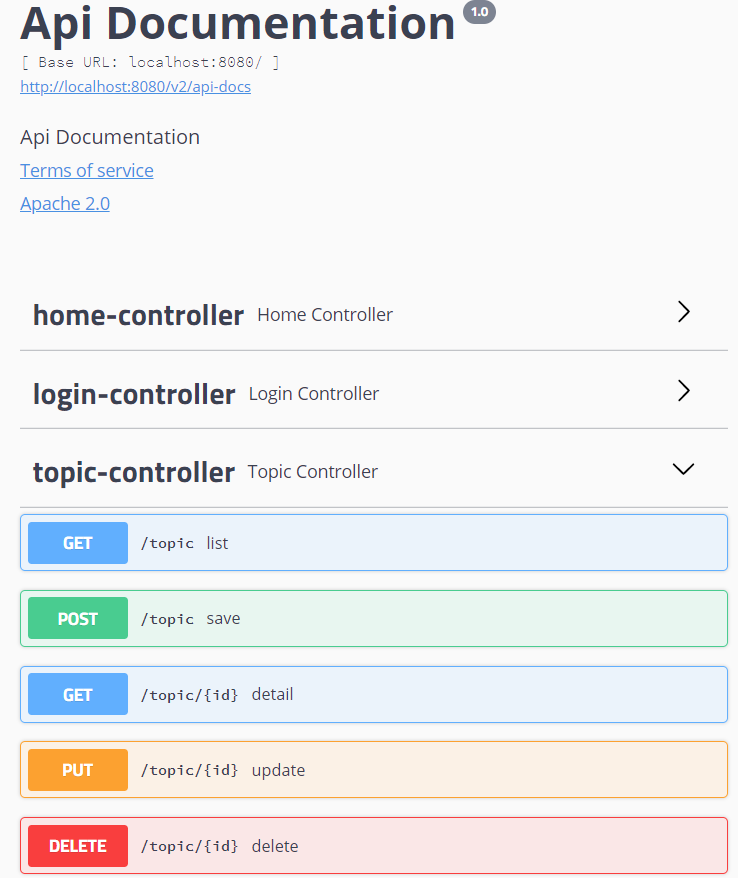 Api Documentation 1.0
[ Base URL: localhost:8080/ ]
http://localhost:8080/v2/api-docs
Api Documentation
Terms of service
Apache 2.0
home-controller Home Controller
login-controller Login Controller
topic-controller Topic Controller
GET /topic list
POST /topic save
GET /topic/{id} detail
PUT /topic/{id} update
DELETE /topic/{id} delete